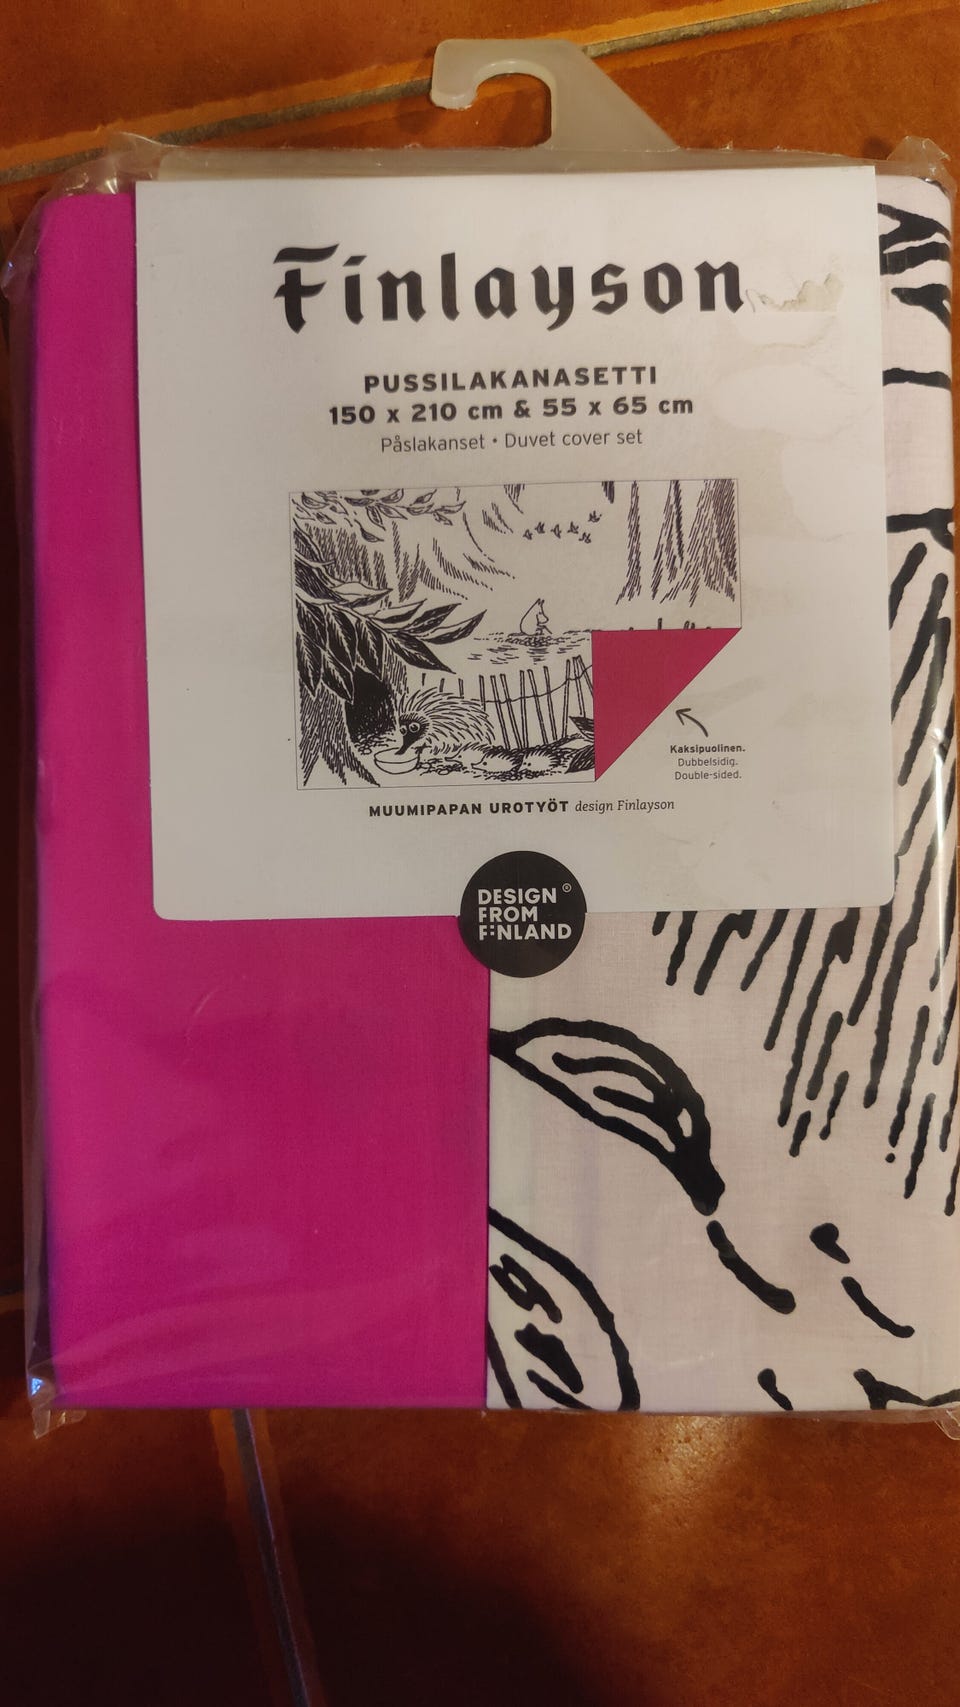 Finlayson
PUSSILAKANASETTI
150 x 210 cm & 55 x 65 cm
Påslakanset • Duvet cover set
Kaksipuolinen.
Dubbelsidig.
Double-sided.
MUUMIPAPAN UROTYÖT design Finlayson
DESIGN ®
FROM
FINLAND